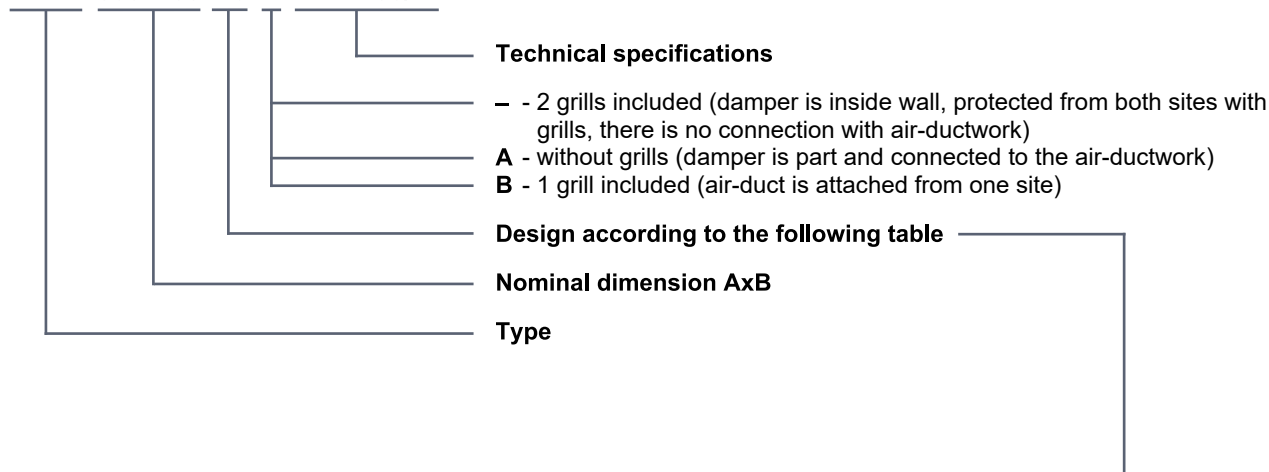 Technical specifications
– - 2 grills included (damper is inside wall, protected from both sites with
grills, there is no connection with air-ductwork)
A - without grills (damper is part and connected to the air-ductwork)
B - 1 grill included (air-duct is attached from one site)
Design according to the following table
Nominal dimension AxB
Type